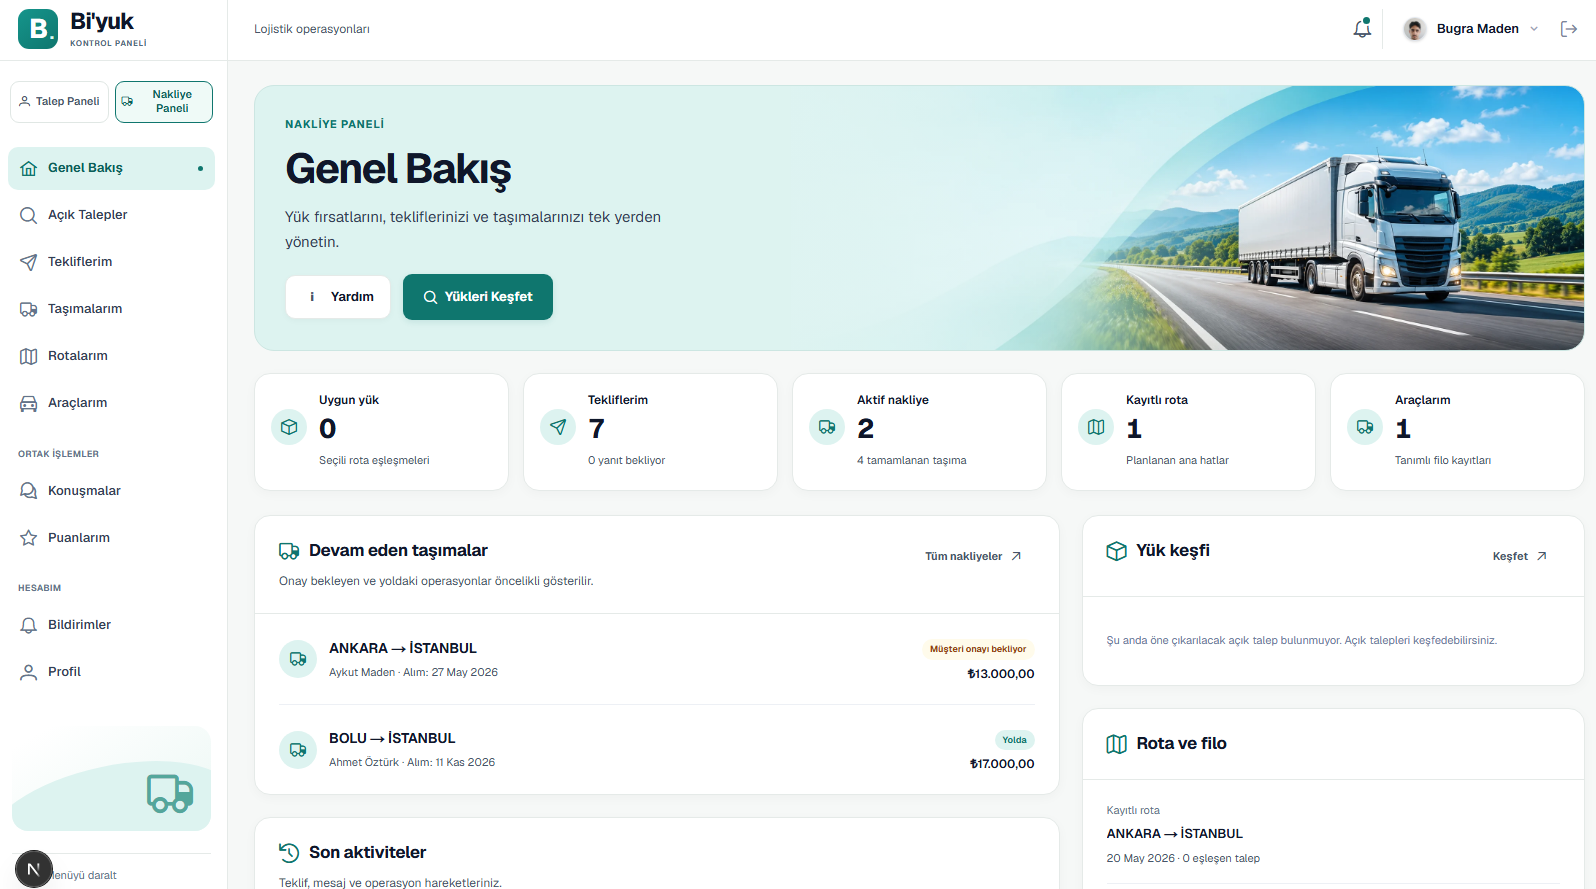 B.
Bi'yuk
KONTROL PANELİ
Lojistik operasyonları
Bugra Maden
Talep Paneli
Nakliye
Paneli
Genel Bakış
Açık Talepler
Tekliflerim
Taşımalarım
Rotalarım
Araçlarım
ORTAK İŞLEMLER
Konuşmalar
Puanlarım
HESABIM
Bildirimler
Profil
N
enüyü daralt
NAKLİYE PANELİ
Genel Bakış
Yük fırsatlarını, tekliflerinizi ve taşımalarınızı tek yerden
yönetin.
i Yardım
Yükleri Keşfet
Uygun yük
0
Seçili rota eşleşmeleri
Tekliflerim
7
0 yanıt bekliyor
Aktif nakliye
2
4 tamamlanan taşıma
Kayıtlı rota
1
Planlanan ana hatlar
Araçlarım
1
Tanımlı filo kayıtları
Devam eden taşımalar
Tüm nakliyeler
Onay bekleyen ve yoldaki operasyonlar öncelikli gösterilir.
ANKARA → İSTANBUL
Müşteri onayı bekliyor
Aykut Maden · Alım: 27 May 2026
₺13.000,00
BOLU → İSTANBUL
Yolda
Ahmet Öztürk · Alım: 11 Kas 2026
₺17.000,00
Son aktiviteler
Teklif, mesaj ve operasyon hareketleriniz.
Yük keşfi
Keşfet
Şu anda öne çıkarılacak açık talep bulunmuyor. Açık talepleri keşfedebilirsiniz.
Rota ve filo
Kayıtlı rota
ANKARA → İSTANBUL
20 May 2026 · 0 eşleşen talep